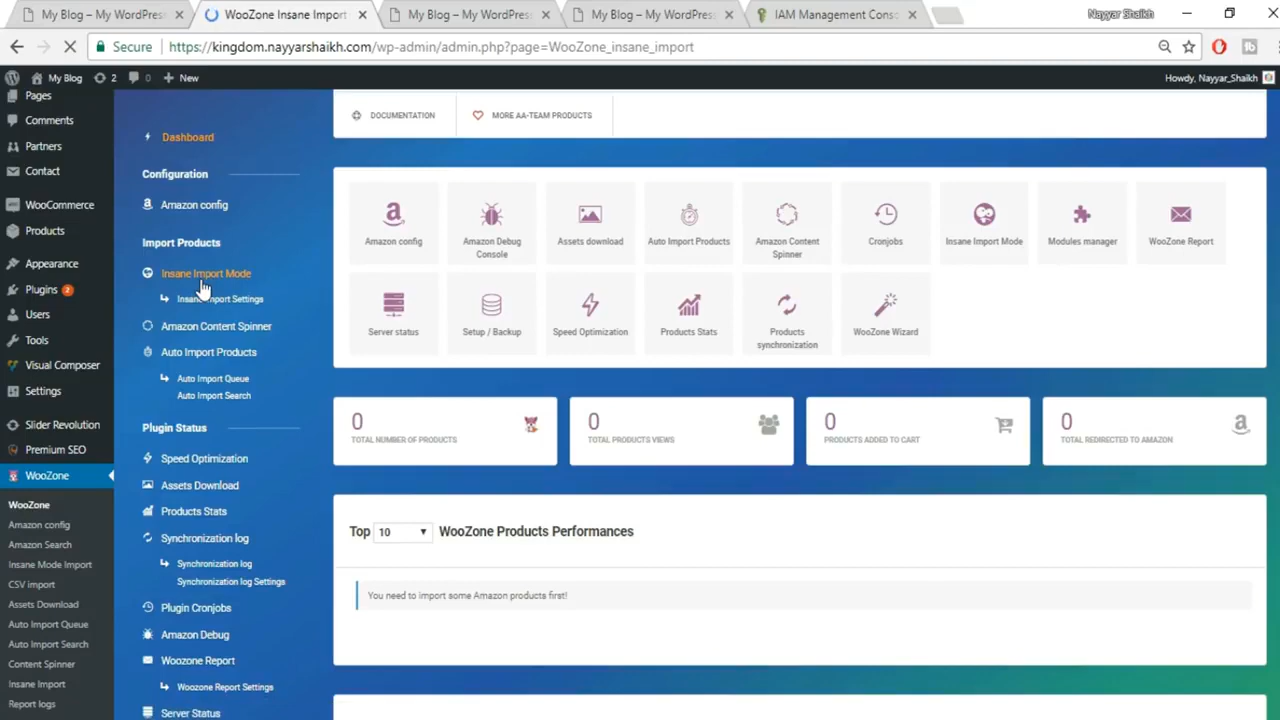 My Blog – My WordPress
WooZone Insane Import
My Blog – My WordPress
My Blog – My WordPress
IAM Management Conso
Nayyar Shaikh
Secure
https://kingdom.nayyarshaikh.com/wp-admin/admin.php?page=WooZone_insane_import
My Blog
2
0
New
Howdy, Nayyar_Shaikh
Pages
Comments
Partners
Contact
WooCommerce
Products
Appearance
Plugins 2
Users
Tools
Visual Composer
Settings
Slider Revolution
Premium SEO
WooZone
WooZone
Amazon config
Amazon Search
Insane Mode Import
CSV import
Assets Download
Auto Import Queue
Auto Import Search
Content Spinner
Insane Import
Report logs
Dashboard
Configuration
Amazon config
Import Products
Insane Import Mode
Insane Import Settings
Amazon Content Spinner
Auto Import Products
Auto Import Queue
Auto Import Search
Plugin Status
Speed Optimization
Assets Download
Products Stats
Synchronization log
Synchronization log
Synchronization log Settings
Plugin Cronjobs
Amazon Debug
Woozone Report
Woozone Report Settings
Server Status
DOCUMENTATION
MORE AA-TEAM PRODUCTS
Amazon config
Amazon Debug
Console
Assets download
Auto Import Products
Amazon Content
Spinner
Cronjobs
Insane Import Mode
Modules manager
WooZone Report
Server status
Setup / Backup
Speed Optimization
Products Stats
Products
synchronization
WooZone Wizard
0
TOTAL NUMBER OF PRODUCTS
0
TOTAL PRODUCTS VIEWS
0
PRODUCTS ADDED TO CART
0
TOTAL REDIRECTED TO AMAZON
Top 10 WooZone Products Performances
You need to import some Amazon products first!